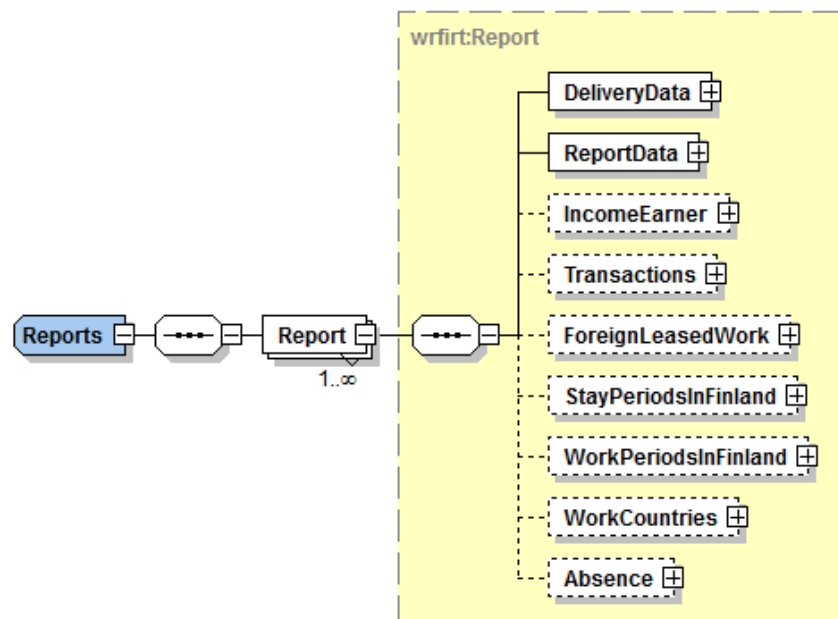 wrfirt:Report
DeliveryData
ReportData
IncomeEarner
Transactions
Reports
Report
1..∞
ForeignLeasedWork
StayPeriodsInFinland
WorkPeriodsInFinland
WorkCountries
Absence